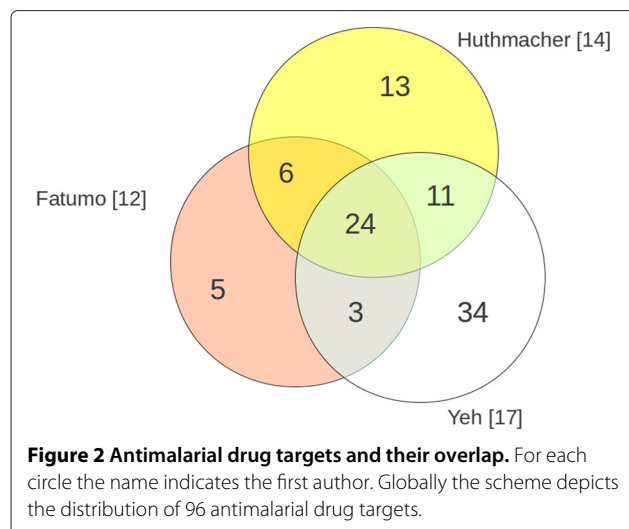 Huthmacher [14]
13
6
11
Fatumo [12]
24
5
3
34
Yeh [17]
Figure 2 Antimalarial drug targets and their overlap. For each
circle the name indicates the first author. Globally the scheme depicts
the distribution of 96 antimalarial drug targets.